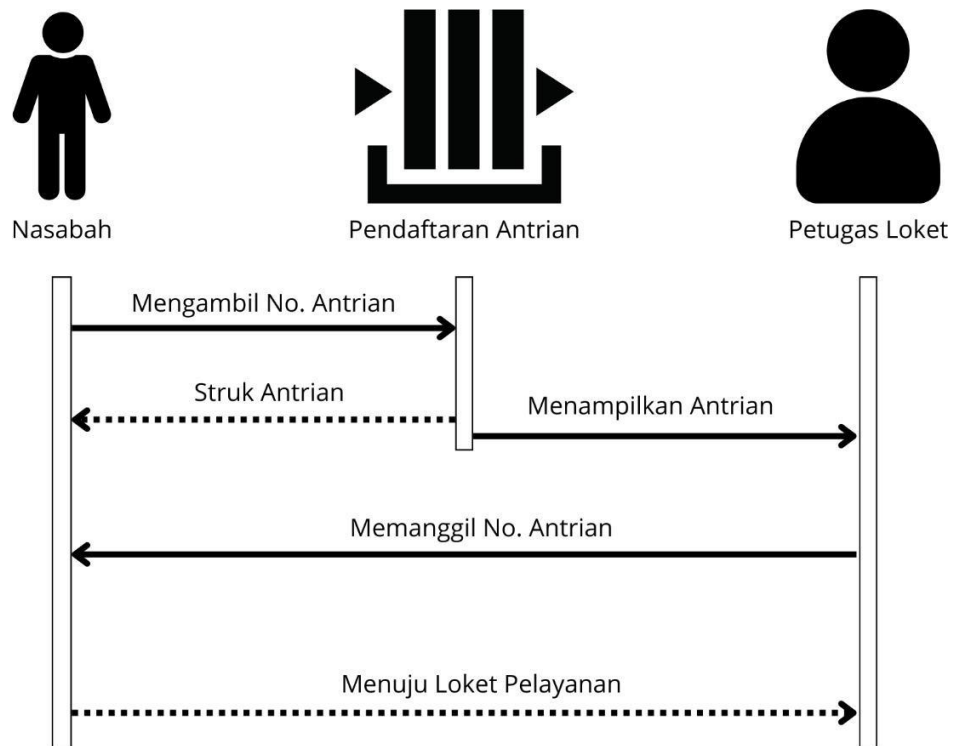 Nasabah
Pendaftaran Antrian
Petugas Loket
Mengambil No. Antrian
Struk Antrian
Menampilkan Antrian
Memanggil No. Antrian
Menuju Loket Pelayanan